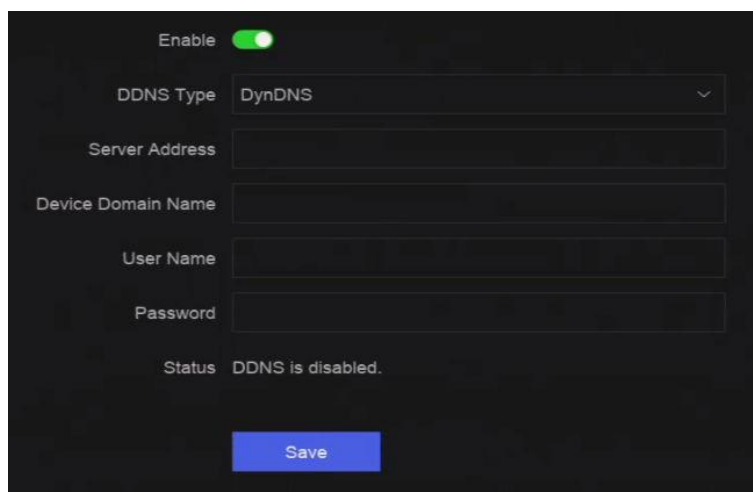 Enable
DDNS Type DynDNS
Server Address
Device Domain Name
User Name
Password
Status DDNS is disabled.
Save